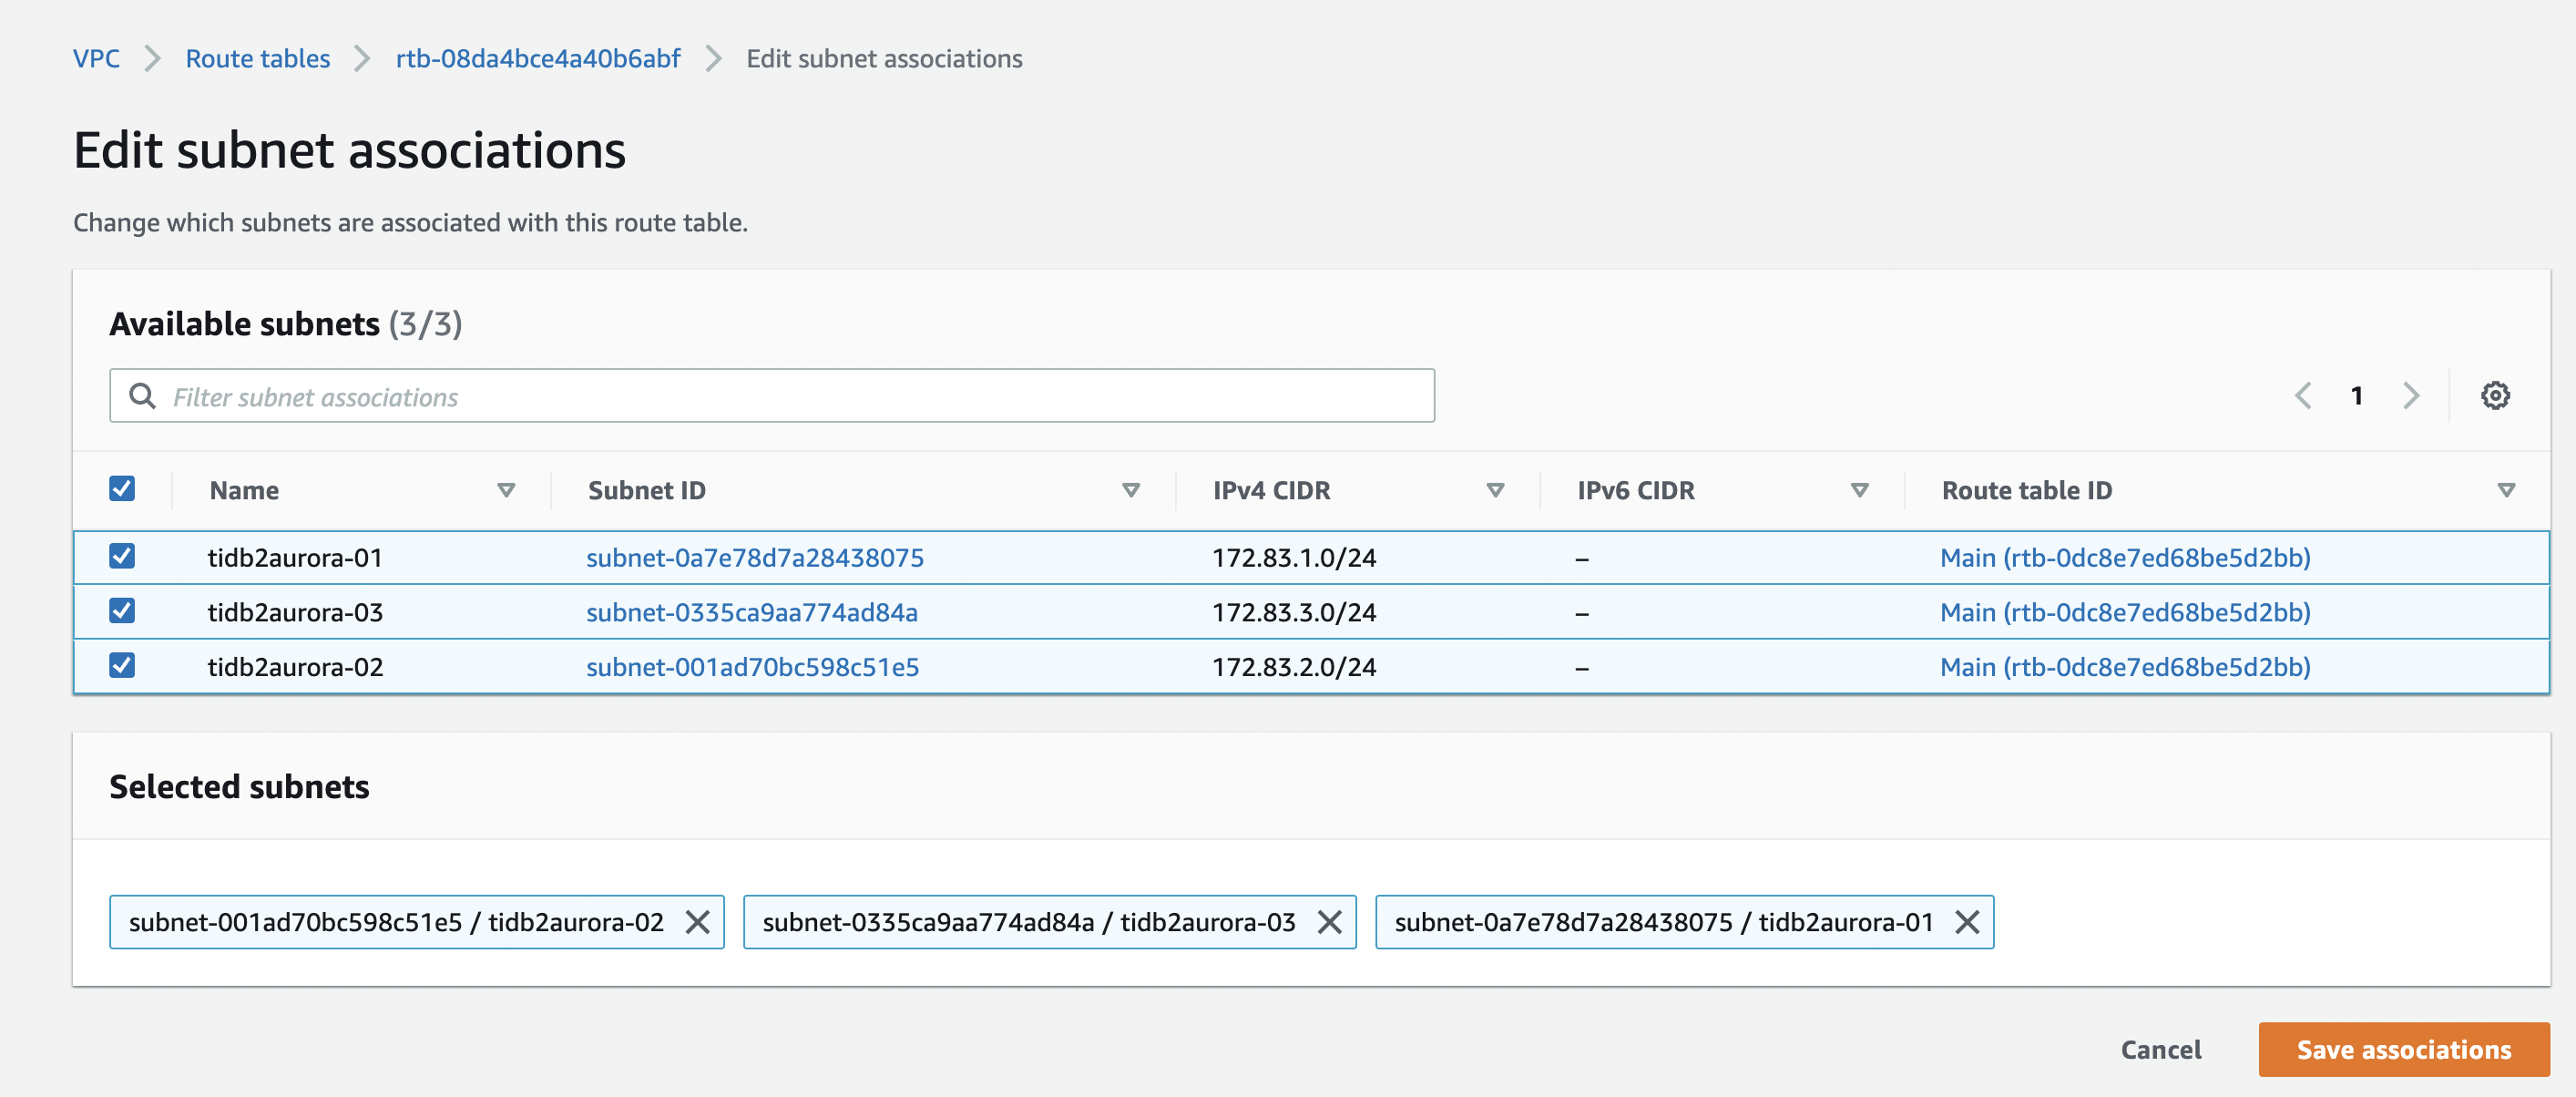 VPC > Route tables > rtb-08da4bce4a40b6abf > Edit subnet associations
Edit subnet associations
Change which subnets are associated with this route table.
Available subnets (3/3)
Filter subnet associations
1
Name Subnet ID IPv4 CIDR IPv6 CIDR Route table ID
tidb2aurora-01 subnet-0a7e78d7a28438075 172.83.1.0/24 – Main (rtb-0dc8e7ed68be5d2bb)
tidb2aurora-03 subnet-0335ca9aa774ad84a 172.83.3.0/24 – Main (rtb-0dc8e7ed68be5d2bb)
tidb2aurora-02 subnet-001ad70bc598c51e5 172.83.2.0/24 – Main (rtb-0dc8e7ed68be5d2bb)
Selected subnets
subnet-001ad70bc598c51e5 / tidb2aurora-02 subnet-0335ca9aa774ad84a / tidb2aurora-03 subnet-0a7e78d7a28438075 / tidb2aurora-01
Cancel Save associations